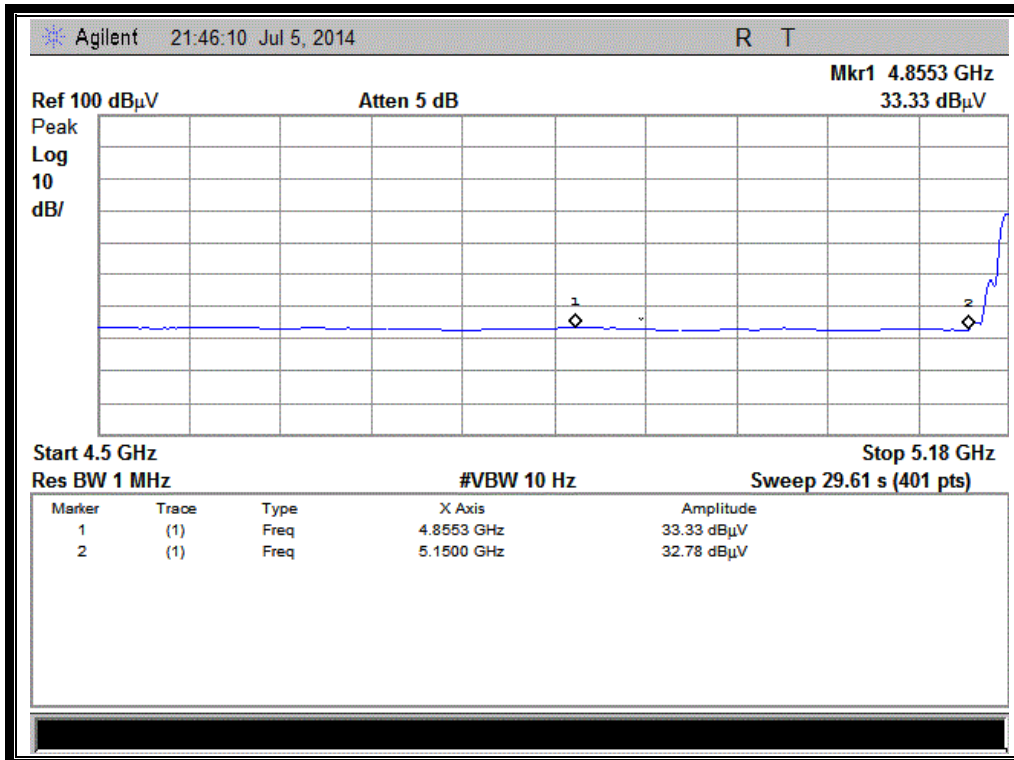 Agilent 21:46:10 Jul 5, 2014 R T
Mkr1 4.8553 GHz
Ref 100 dBμV Atten 5 dB 33.33 dBμV
Peak
Log
10
dB/
1
2
Start 4.5 GHz Stop 5.18 GHz
Res BW 1 MHz #VBW 10 Hz Sweep 29.61 s (401 pts)
Marker Trace Type X Axis Amplitude
1 (1) Freq 4.8553 GHz 33.33 dBμV
2 (1) Freq 5.1500 GHz 32.78 dBμV